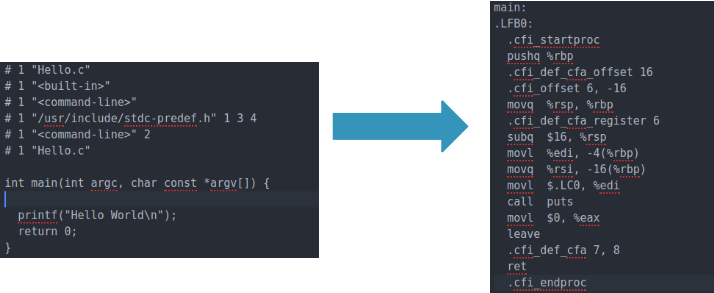 # 1 "Hello.c"
# 1 "<built-in>"
# 1 "<command-line>"
# 1 "/usr/include/stdc-predef.h" 1 3 4
# 1 "<command-line>" 2
# 1 "Hello.c"
int main(int argc, char const *argv[]) {
printf("Hello World\n");
return 0;
}
main:
.LFB0:
.cfi_startproc
pushq %rbp
.cfi_def_cfa_offset 16
.cfi_offset 6, -16
movq %rsp, %rbp
.cfi_def_cfa_register 6
subq $16, %rsp
movl %edi, -4(%rbp)
movq %rsi, -16(%rbp)
movl $.LC0, %edi
call puts
movl $0, %eax
leave
.cfi_def_cfa 7, 8
ret
.cfi_endproc